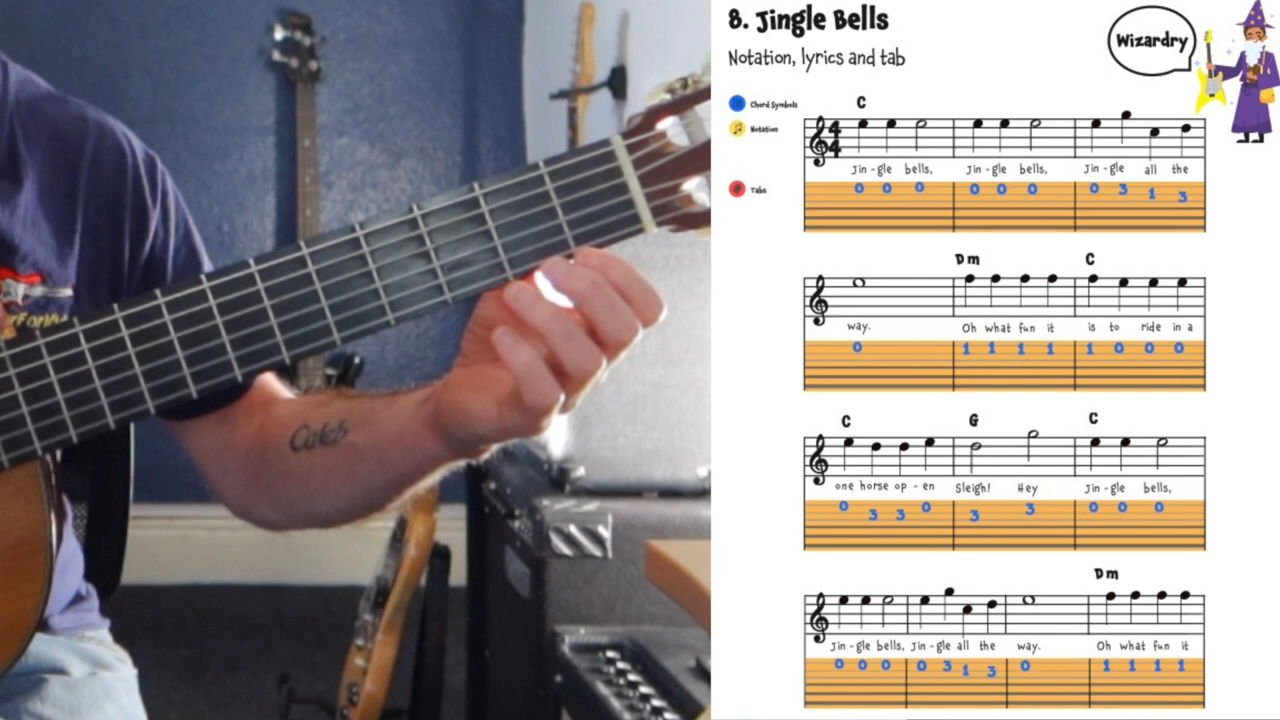 8. Jingle Bells
Notation, lyrics and tab
Wizardry
Chord Symbols
Notation
Tabs
C
4
4
Jin - gle bells, Jin - gle bells, Jin - gle all the
0 0 0 0 0 0 0 3 1 3
Dm C
way. Oh what fun it is to ride in a
0 1 1 1 1 1 0 0 0
C G C
one horse op - en Sleigh! Hey Jin - gle bells,
0 3 3 0 3 3 0 0 0
Dm
Jin - gle bells, Jin - gle all the way. Oh what fun it
0 0 0 0 3 1 3 0 1 1 1 1
Caleb